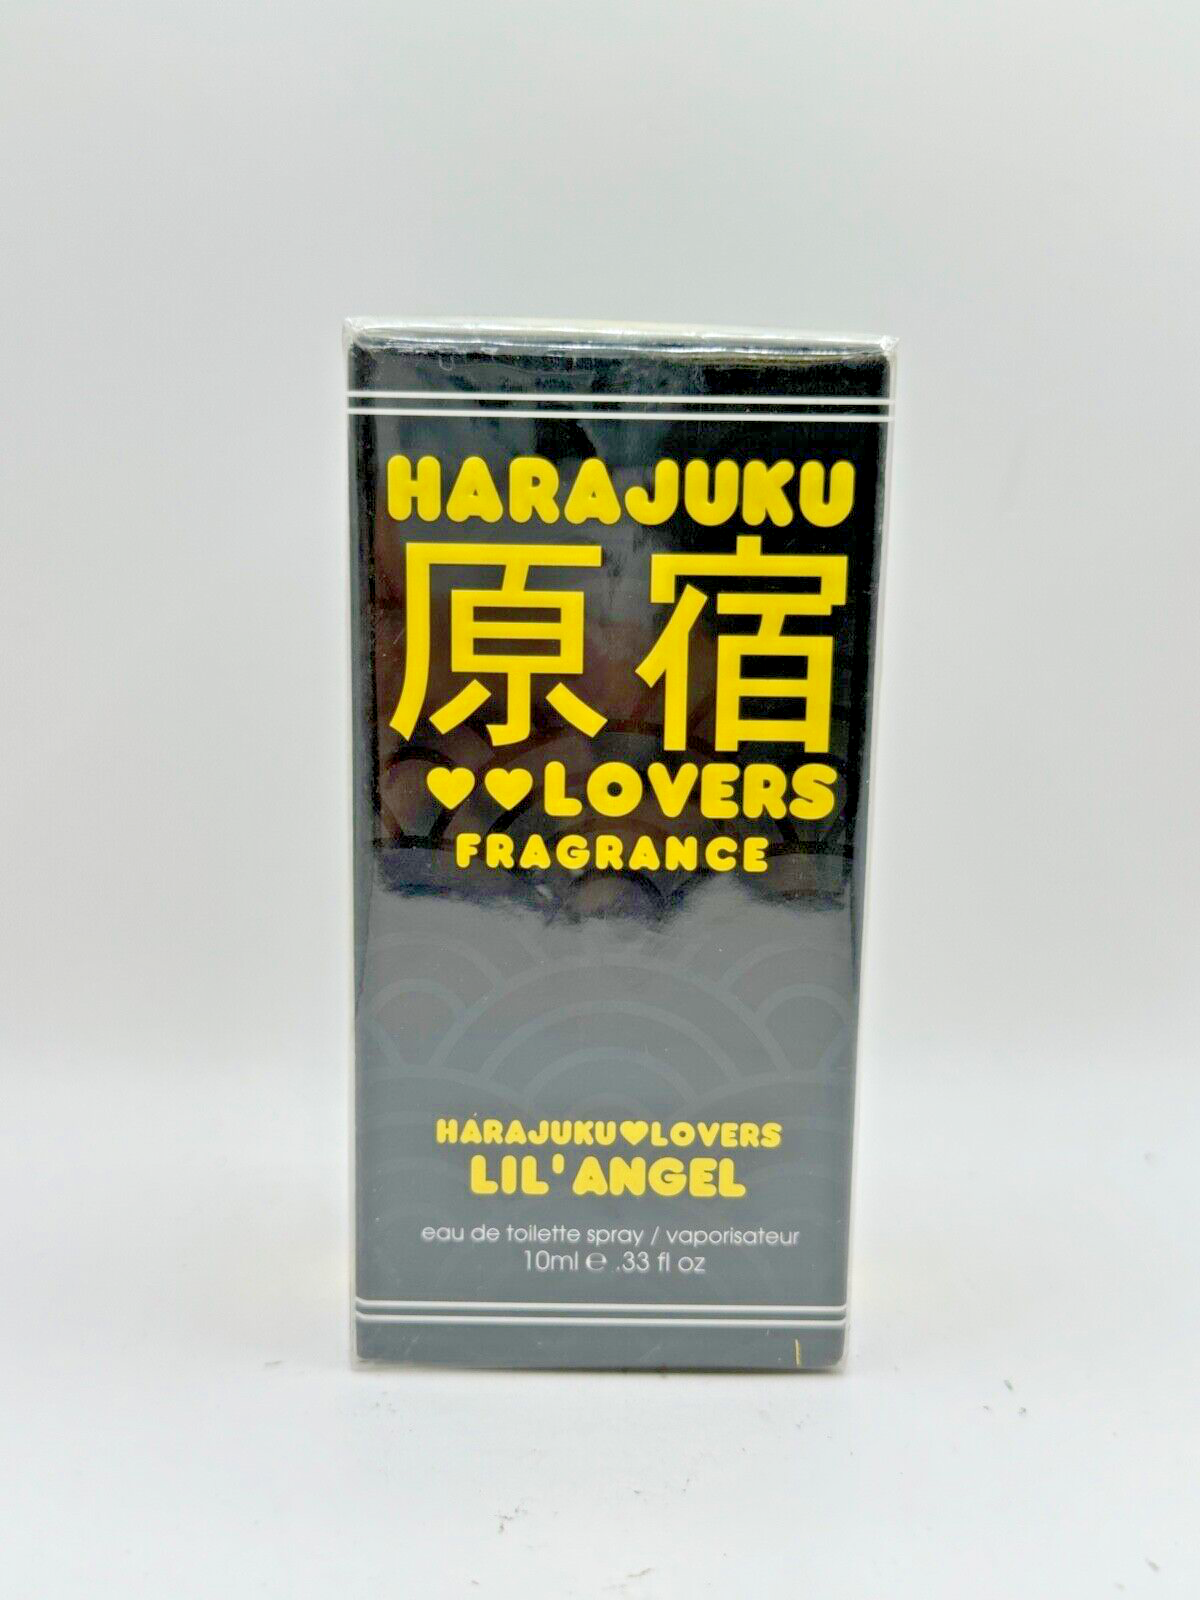 HARAJUKU
原宿
♥♥LOVERS
FRAGRANCE
HARAJUKU♥LOVERS
LIL'ANGEL
eau de toilette spray / vaporisateur
10ml ℮ .33 fl oz